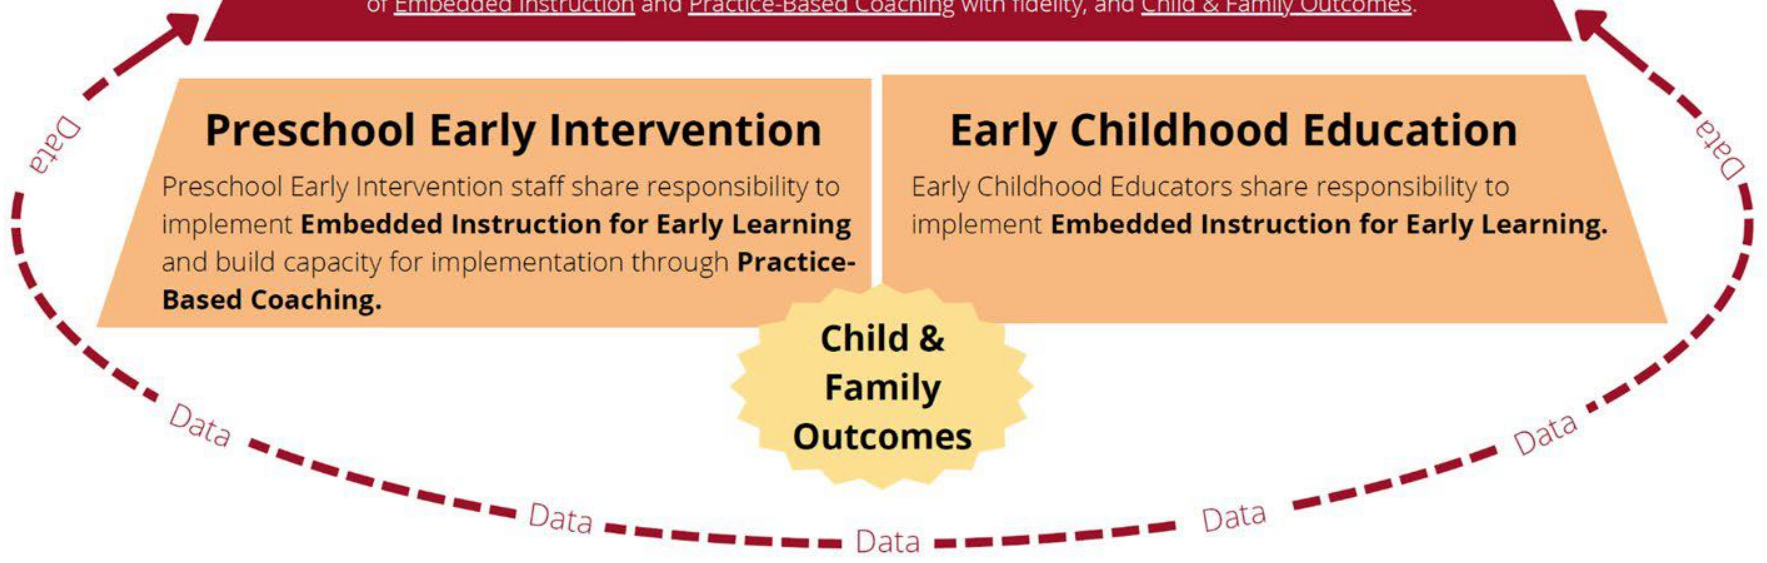 of Embedded Instruction and Practice-Based Coaching with fidelity, and Child & Family Outcomes.
Preschool Early Intervention
Preschool Early Intervention staff share responsibility to
implement Embedded Instruction for Early Learning
and build capacity for implementation through Practice-
Based Coaching.
Early Childhood Education
Early Childhood Educators share responsibility to
implement Embedded Instruction for Early Learning.
Child &
Family
Outcomes
Data
Data
Data
Data
Data
Data
Data